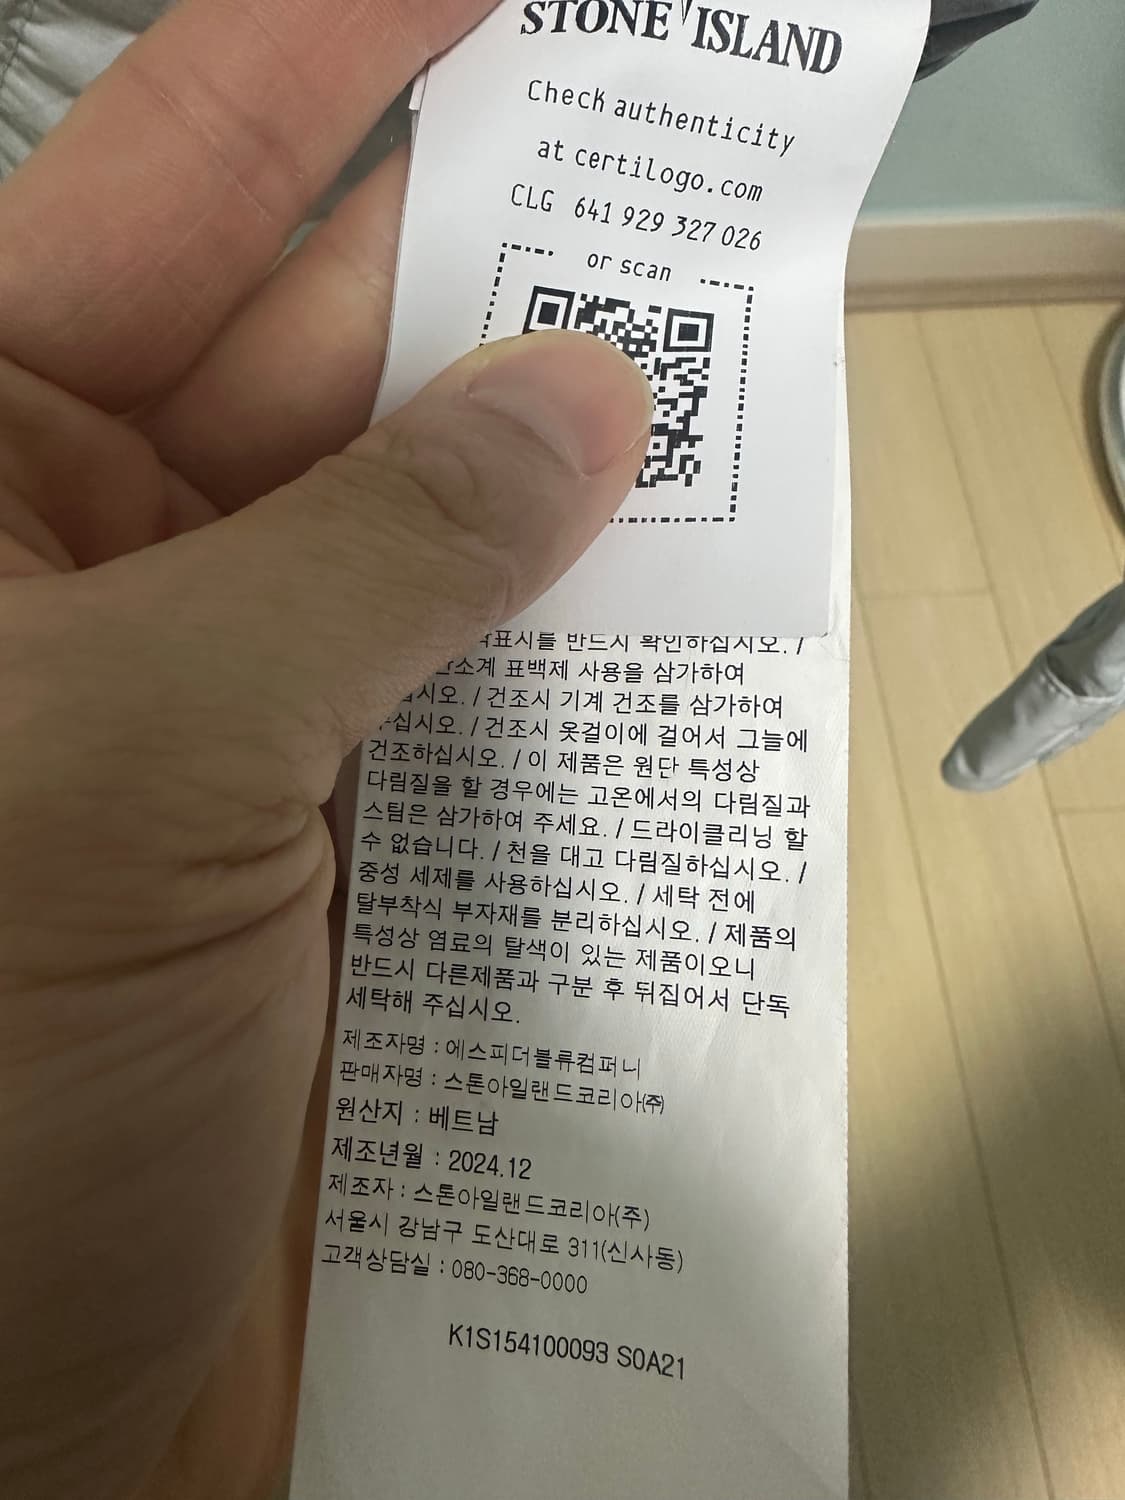 STONE ISLAND
Check authenticity
at certilogo.com
CLG 641 929 327 026
or scan
반드시 확인하십시오. /
표백제 사용을 삼가하여
/ 건조시 기계 건조를 삼가하여
/ 건조시 옷걸이에 걸어서 그늘에
건조하십시오. / 이 제품은 원단 특성상
다림질을 할 경우에는 고온에서의 다림질과
스팀은 삼가하여 주세요. / 드라이클리닝 할
수 없습니다. / 천을 대고 다림질하십시오. /
중성 세제를 사용하십시오. / 세탁 전에
탈부착식 부자재를 분리하십시오. / 제품의
특성상 염료의 탈색이 있는 제품이오니
반드시 다른제품과 구분 후 뒤집어서 단독
세탁해 주십시오.
제조자명 : 에스피더블류컴퍼니
판매자명 : 스톤아일랜드코리아㈜
원산지 : 베트남
제조년월 : 2024.12
제조자 : 스톤아일랜드코리아(주)
서울시 강남구 도산대로 311(신사동)
고객상담실 : 080-368-0000
K1S154100093 S0A21